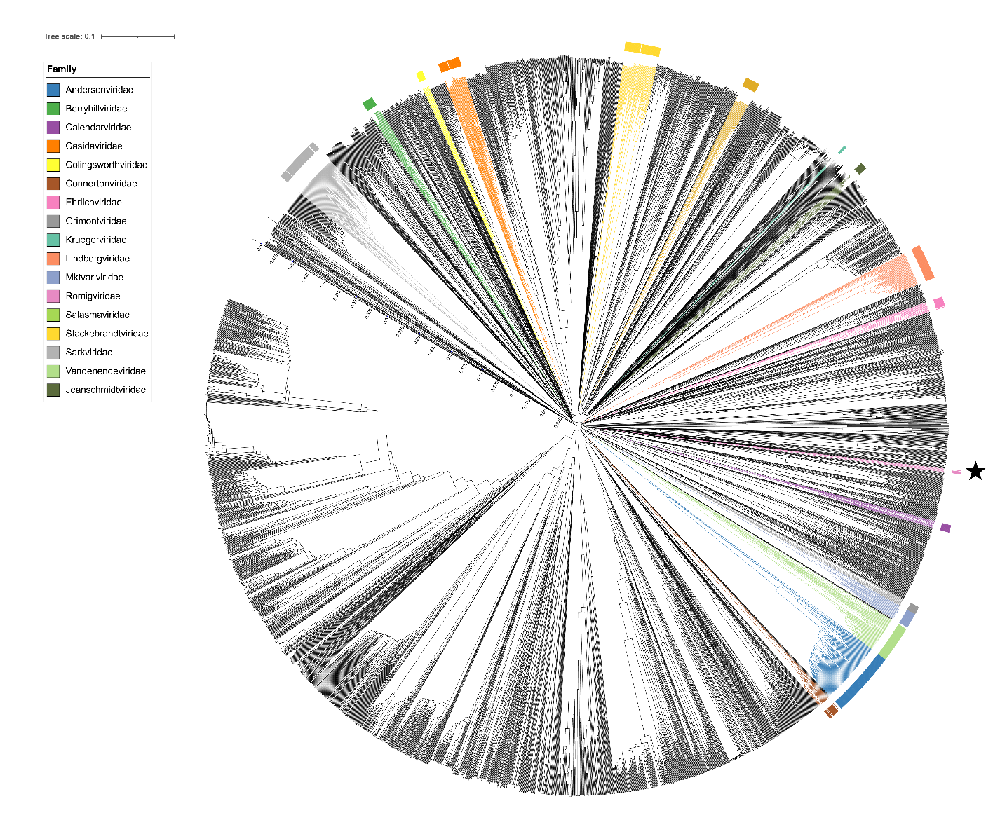 Tree scale: 0.1
Family
Andersonviridae
Berryhillviridae
Calendarviridae
Casidaviridae
Colingsworthviridae
Connertonviridae
Ehrlichviridae
Grimontviridae
Kruegerviridae
Lindbergviridae
Mktvariviridae
Romigviridae
Salasmaviridae
Stackebrandtviridae
Sarkviridae
Vandenendeviridae
Jeanschmidtviridae